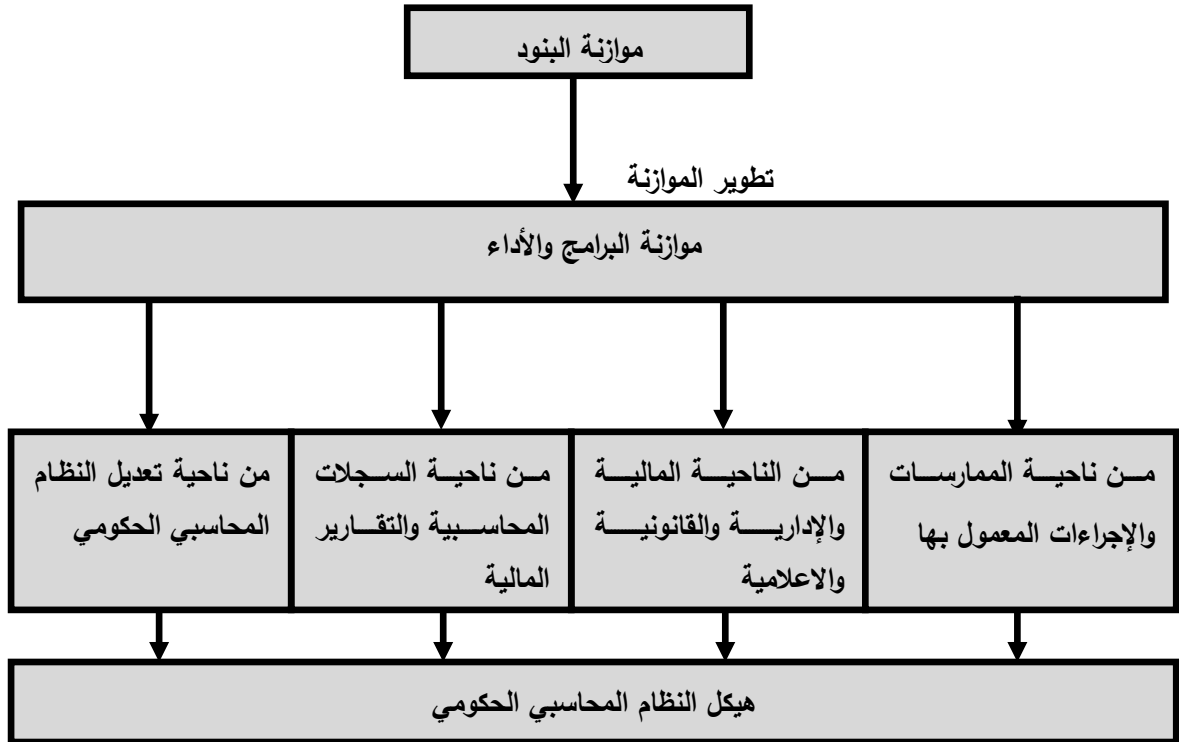 موازنة البنود
تطوير الموازنة
موازنة البرامج والأداء
من ناحية الممارسات
والإجراءات المعمول بها
من الناحية المالية
والإدارية والقانونية
والاعلامية
من ناحية السجلات
المحاسبية والتقارير
المالية
من ناحية تعديل النظام
المحاسبي الحكومي
هيكل النظام المحاسبي الحكومي